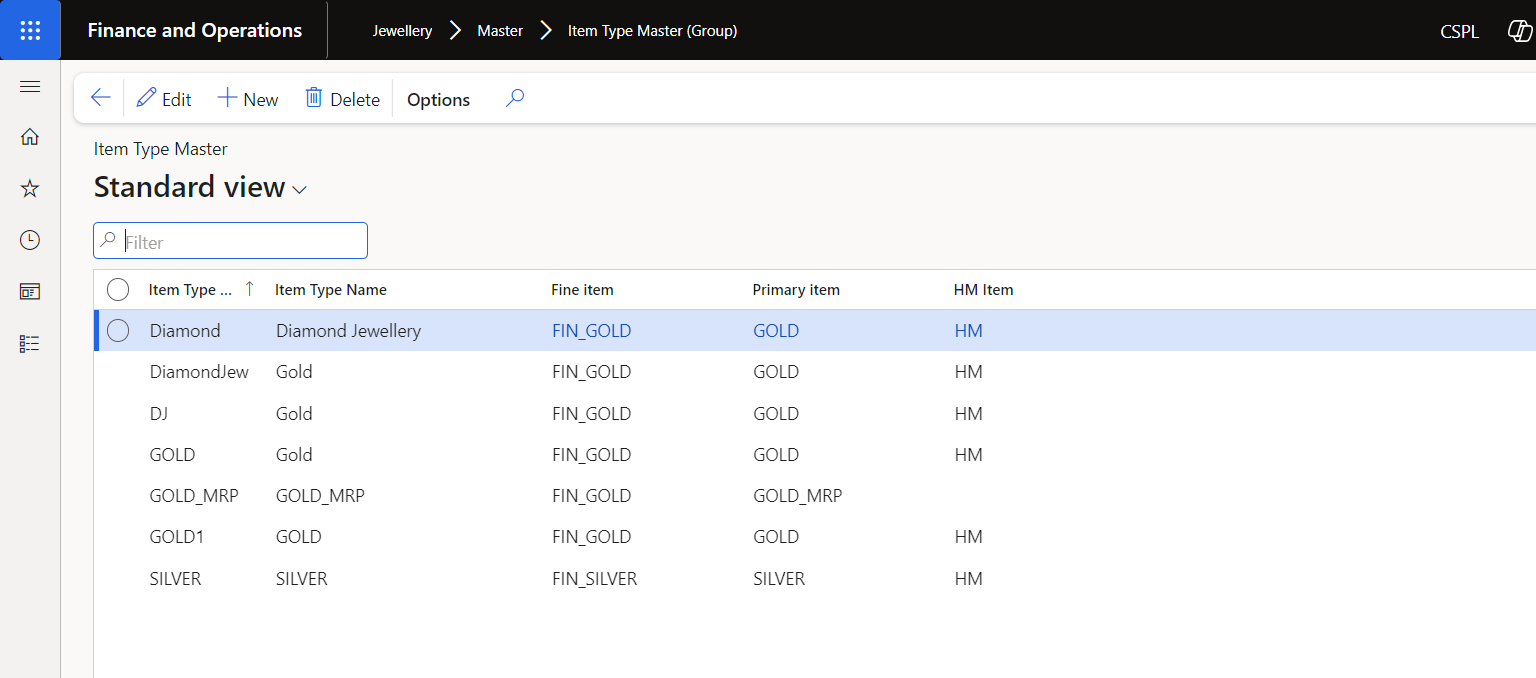 Finance and Operations Jewellery Master Item Type Master (Group) CSPL
Edit New Delete Options
Item Type Master
Standard view
Filter
Item Type ... Item Type Name Fine item Primary item HM Item
Diamond Diamond Jewellery FIN_GOLD GOLD HM
DiamondJew Gold FIN_GOLD GOLD HM
DJ Gold FIN_GOLD GOLD HM
GOLD Gold FIN_GOLD GOLD HM
GOLD_MRP GOLD_MRP FIN_GOLD GOLD_MRP
GOLD1 GOLD FIN_GOLD GOLD HM
SILVER SILVER FIN_SILVER SILVER HM